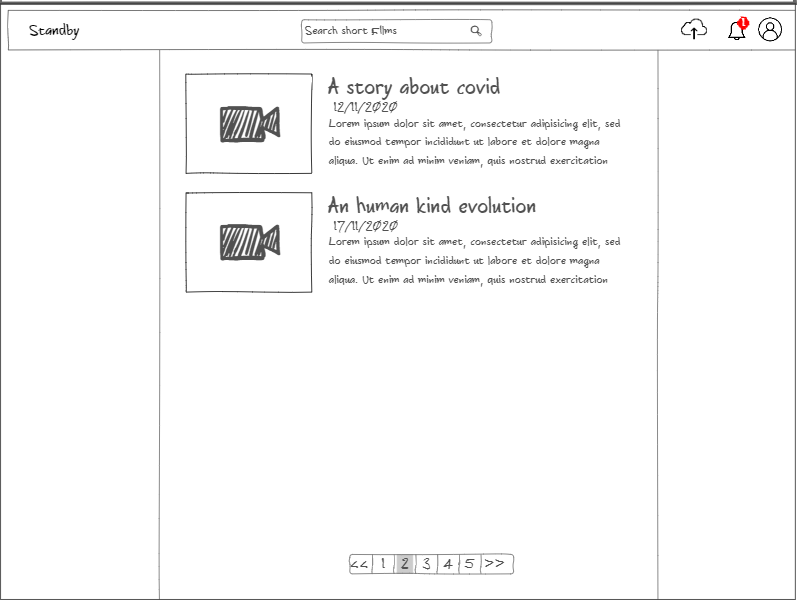 Standby
Search short Films
1
A story about covid
12/11/2020
Lorem ipsum dolor sit amet, consectetur adipisicing elit, sed
do eiusmod tempor incididunt ut labore et dolore magna
aliqua. Ut enim ad minim veniam, quis nostrud exercitation
An human kind evolution
17/11/2020
Lorem ipsum dolor sit amet, consectetur adipisicing elit, sed
do eiusmod tempor incididunt ut labore et dolore magna
aliqua. Ut enim ad minim veniam, quis nostrud exercitation
<< 1 2 3 4 5 >>